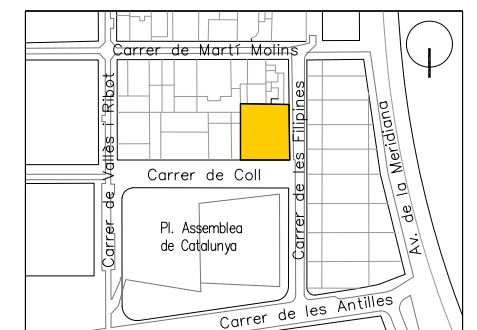 Carrer de Martí Molins
Carrer de Vallès i Ribot
Carrer de les Filipines
Av. de la Meridiana
Carrer de Coll
Pl. Assemblea
de Catalunya
Carrer de les Antilles